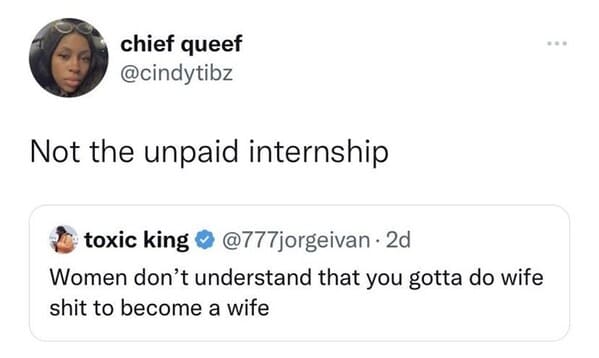 chief queef
@cindytibz
Not the unpaid internship
toxic king @777jorgeivan · 2d
Women don’t understand that you gotta do wife
shit to become a wife